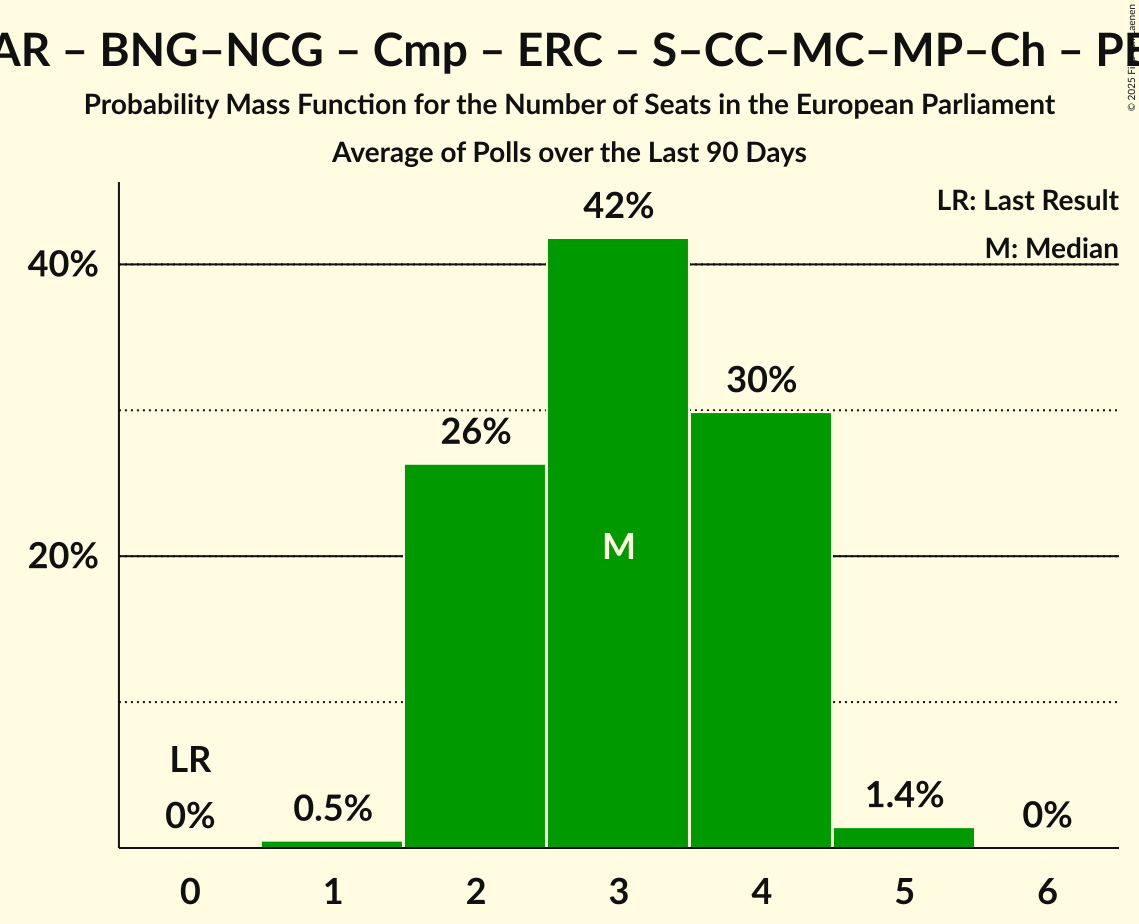 AR – BNG–NCG – Cmp – ERC – S–CC–MC–MP–Ch – PE
Probability Mass Function for the Number of Seats in the European Parliament
Average of Polls over the Last 90 Days
LR: Last Result
M: Median
42%
40%
30%
26%
M
20%
LR
0%
0.5%
1.4%
0%
0 1 2 3 4 5 6
© 2025